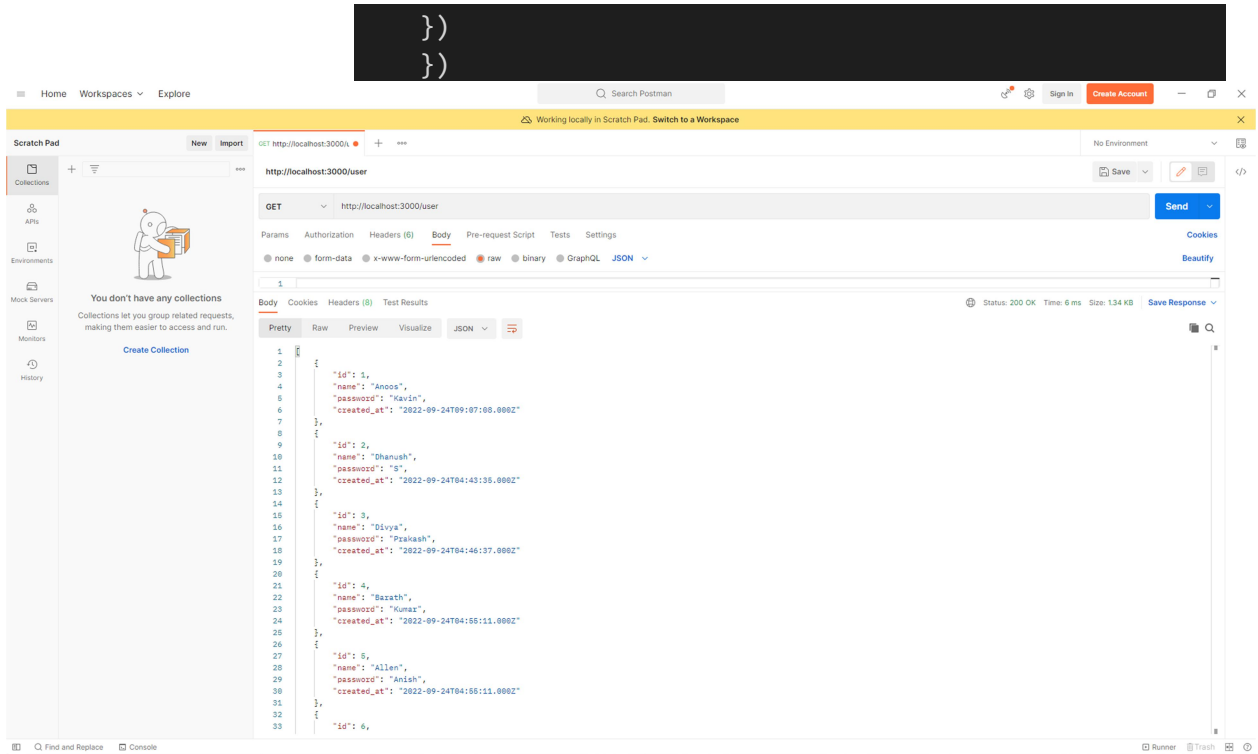 })
})
Home Workspaces Explore Search Postman Sign In Create Account
Working locally in Scratch Pad. Switch to a Workspace
Scratch Pad New Import GET http://localhost:3000/u No Environment
Collections
http://localhost:3000/user Save
APIs
GET http://localhost:3000/user Send
Params Authorization Headers (6) Body Pre-request Script Tests Settings Cookies
Environments
none form-data x-www-form-urlencoded raw binary GraphQL JSON Beautify
1
Mock Servers
You don't have any collections
Collections let you group related requests,
making them easier to access and run.
Create Collection
Monitors
History
Body Cookies Headers (8) Test Results Status: 200 OK Time: 6 ms Size: 1.34 KB Save Response
Pretty Raw Preview Visualize JSON
1 [
2 {
3 "id": 1,
4 "name": "Anoos",
5 "password": "Kavin",
6 "created_at": "2022-09-24T09:07:08.000Z"
7 },
8 {
9 "id": 2,
10 "name": "Dhanush",
11 "password": "S",
12 "created_at": "2022-09-24T04:43:35.000Z"
13 },
14 {
15 "id": 3,
16 "name": "Divya",
17 "password": "Prakash",
18 "created_at": "2022-09-24T04:46:37.000Z"
19 },
20 {
21 "id": 4,
22 "name": "Barath",
23 "password": "Kumar",
24 "created_at": "2022-09-24T04:55:11.000Z"
25 },
26 {
27 "id": 5,
28 "name": "Allen",
29 "password": "Anish",
30 "created_at": "2022-09-24T04:55:11.000Z"
31 },
32 {
33 "id": 6,
Find and Replace Console Runner Trash